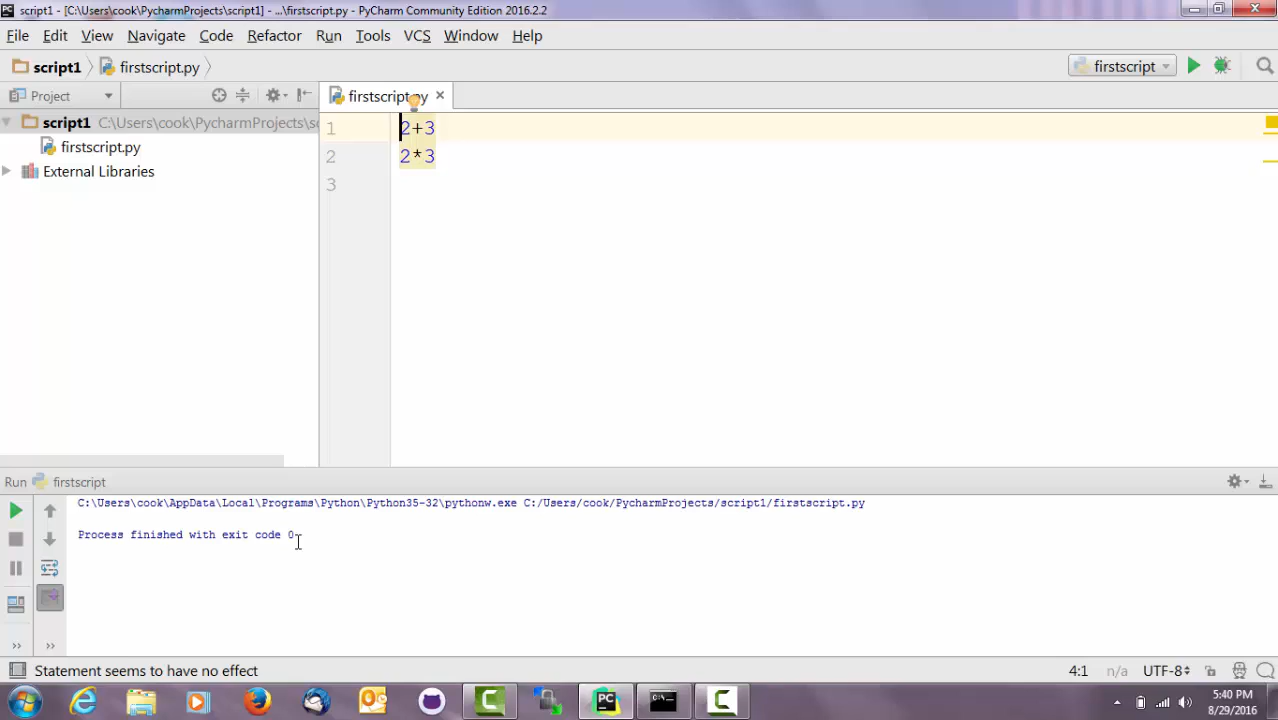 PC script1 - [C:\Users\cook\PycharmProjects\script1] - ...\firstscript.py - PyCharm Community Edition 2016.2.2
File Edit View Navigate Code Refactor Run Tools VCS Window Help
script1 firstscript.py firstscript
Project firstscript.py
script1 C:\Users\cook\PycharmProjects\sc
firstscript.py
External Libraries
1 2+3
2 2*3
3
Run firstscript
C:\Users\cook\AppData\Local\Programs\Python\Python35-32\pythonw.exe C:/Users/cook/PycharmProjects/script1/firstscript.py
Process finished with exit code 0
Statement seems to have no effect 4:1 n/a UTF-8
PC C:\_ C
5:40 PM
8/29/2016